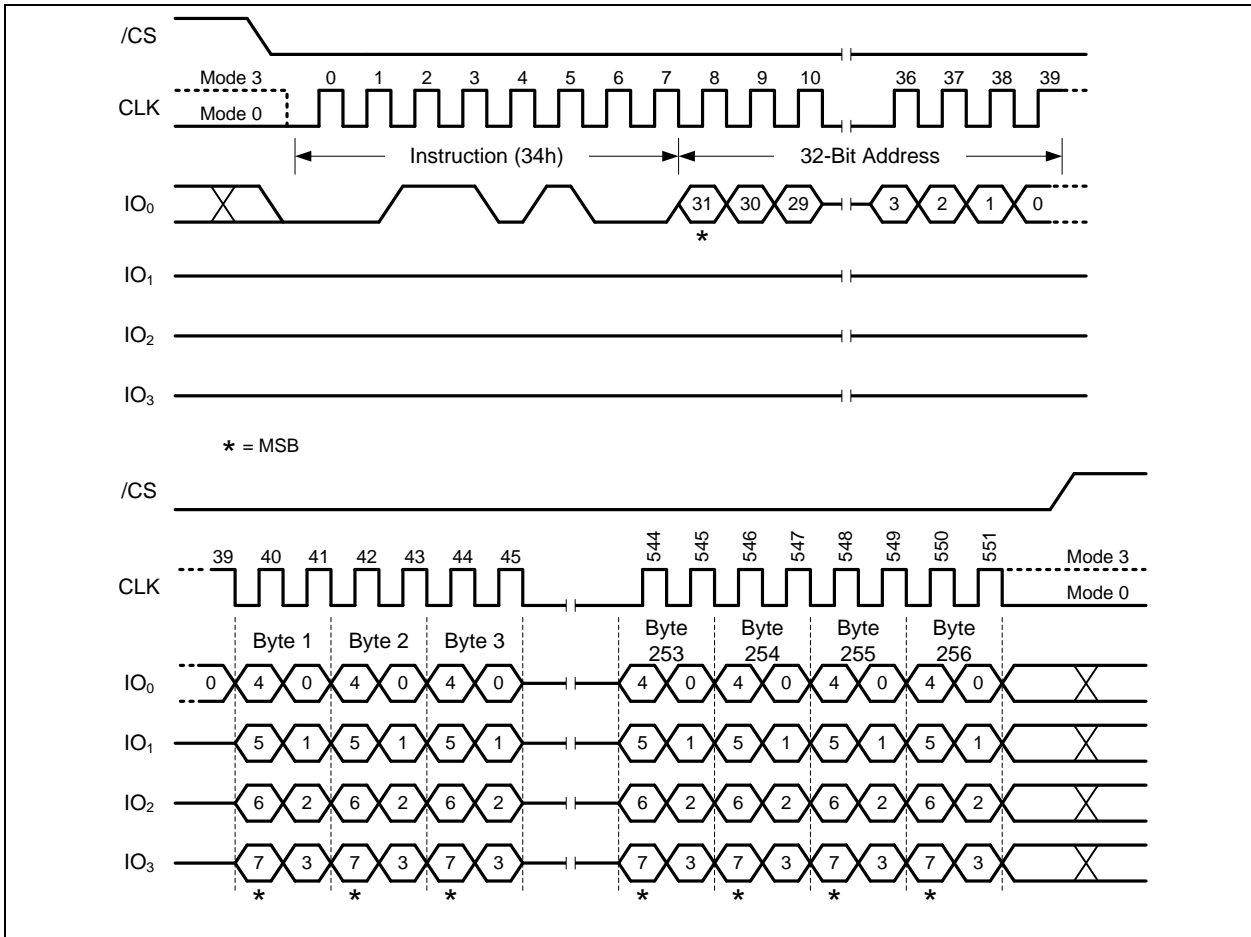 /CS
Mode 3 0 1 2 3 4 5 6 7 8 9 10 36 37 38 39
CLK Mode 0
Instruction (34h) 32-Bit Address
IO0 31 30 29 3 2 1 0
*
IO1
IO2
IO3
* = MSB
/CS
39 40 41 42 43 44 45 544 545 546 547 548 549 550 551 Mode 3
CLK Mode 0
Byte 1 Byte 2 Byte 3 Byte 253 Byte 254 Byte 255 Byte 256
IO0 0 4 0 4 0 4 0 4 0 4 0 4 0 4 0
IO1 5 1 5 1 5 1 5 1 5 1 5 1 5 1
IO2 6 2 6 2 6 2 6 2 6 2 6 2 6 2
IO3 7 3 7 3 7 3 7 3 7 3 7 3 7 3
* * * * * * *